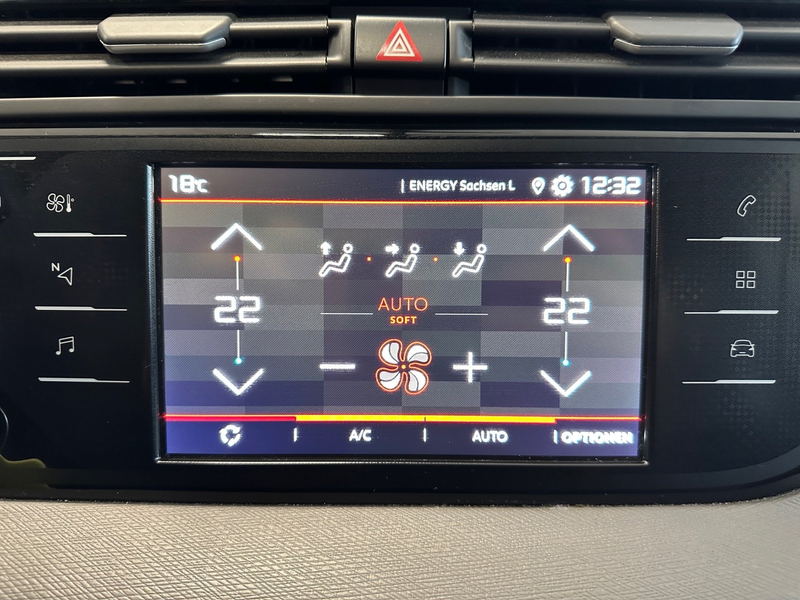 18°C | ENERGY Sachsen L 12:32
N
22 22
AUTO
SOFT
A/C AUTO OPTIONEN